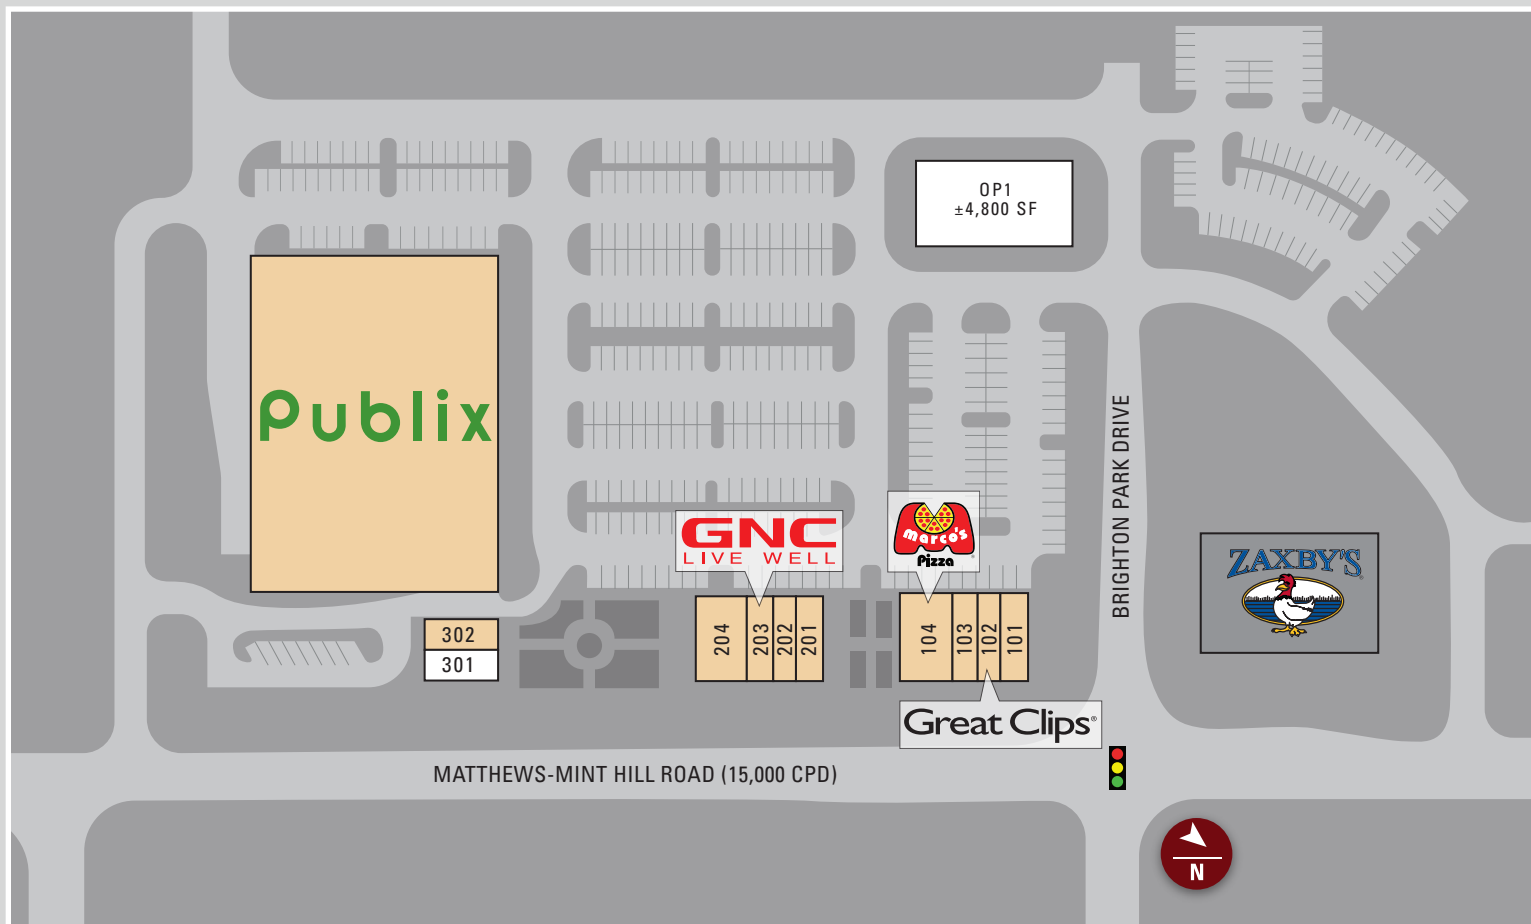 OP1
±4,800 SF
Publix
BRIGHTON PARK DRIVE
GNC
LIVE WELL
marco's
Pizza
ZAXBY'S
302
301
204
203
202
201
104
103
102
101
Great Clips®
MATTHEWS-MINT HILL ROAD (15,000 CPD)
N